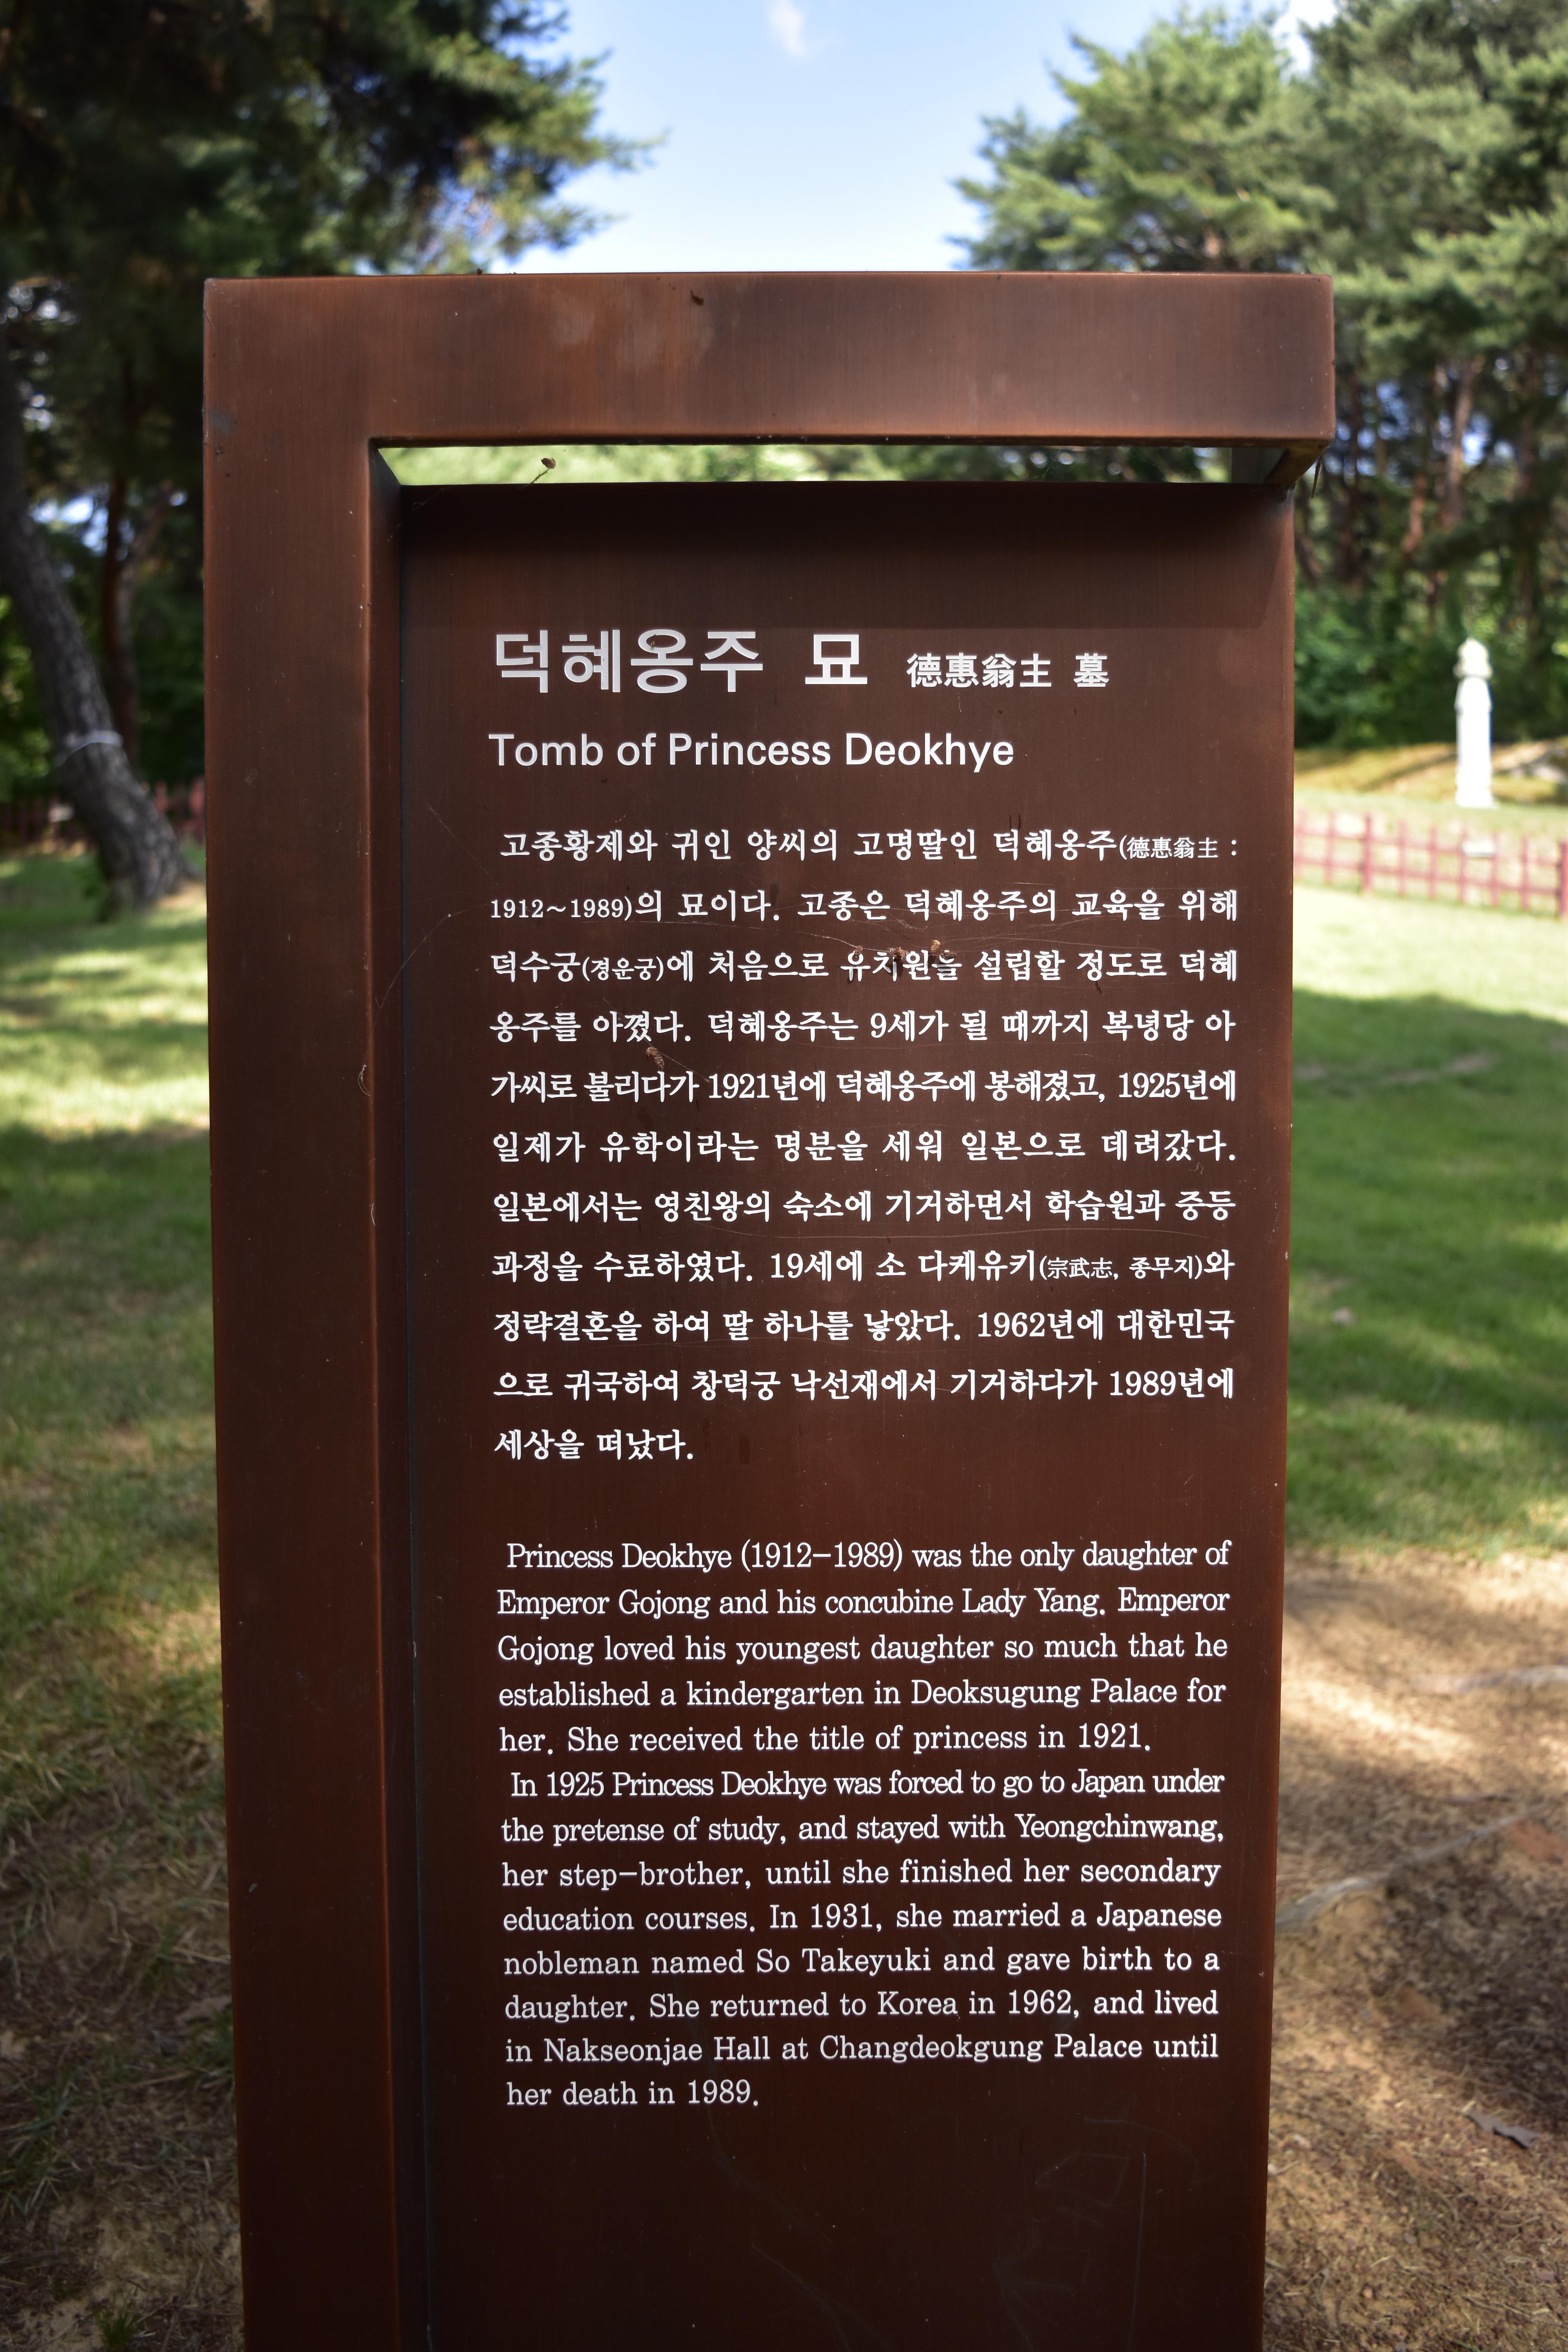 덕혜옹주 묘 德惠翁主 墓
Tomb of Princess Deokhye
고종황제와 귀인 양씨의 고명딸인 덕혜옹주(德惠翁主 :
1912~1989)의 묘이다. 고종은 덕혜옹주의 교육을 위해
덕수궁(경운궁)에 처음으로 유치원을 설립할 정도로 덕혜
옹주를 아꼈다. 덕혜옹주는 9세가 될 때까지 복녕당 아
가씨로 불리다가 1921년에 덕혜옹주에 봉해졌고, 1925년에
일제가 유학이라는 명분을 세워 일본으로 데려갔다.
일본에서는 영친왕의 숙소에 기거하면서 학습원과 중등
과정을 수료하였다. 19세에 소 다케유키(宗武志, 종무지)와
정략결혼을 하여 딸 하나를 낳았다. 1962년에 대한민국
으로 귀국하여 창덕궁 낙선재에서 기거하다가 1989년에
세상을 떠났다.
Princess Deokhye (1912-1989) was the only daughter of
Emperor Gojong and his concubine Lady Yang. Emperor
Gojong loved his youngest daughter so much that he
established a kindergarten in Deoksugung Palace for
her. She received the title of princess in 1921.
In 1925 Princess Deokhye was forced to go to Japan under
the pretense of study, and stayed with Yeongchinwang,
her step-brother, until she finished her secondary
education courses. In 1931, she married a Japanese
nobleman named So Takeyuki and gave birth to a
daughter. She returned to Korea in 1962, and lived
in Nakseonjae Hall at Changdeokgung Palace until
her death in 1989.